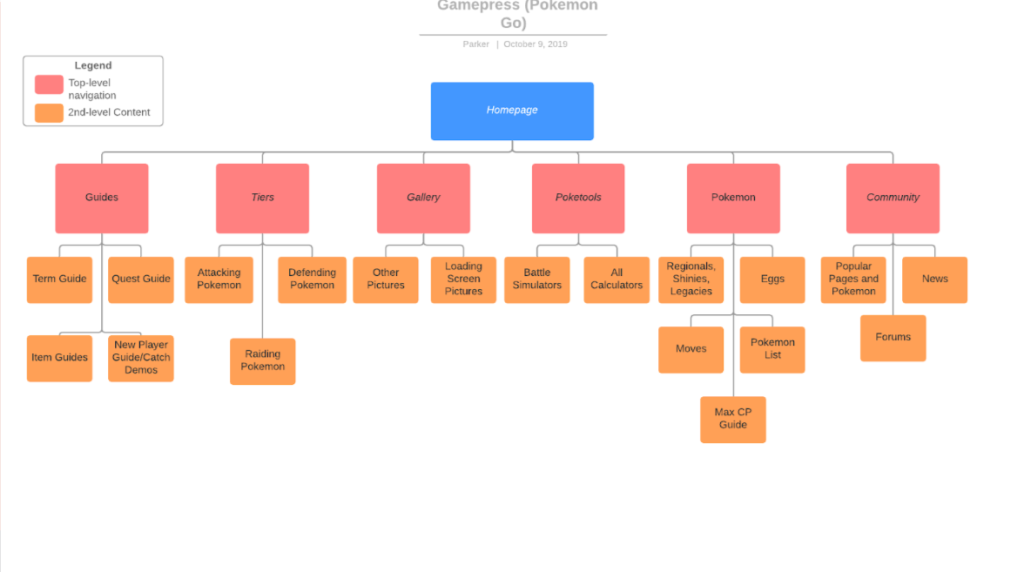 Gamepress (Pokemon
Go)
Parker | October 9, 2019
Legend
Top-level
navigation
2nd-level Content
Homepage
Guides
Tiers
Gallery
Poketools
Pokemon
Community
Term Guide
Quest Guide
Attacking
Pokemon
Defending
Pokemon
Other
Pictures
Loading
Screen
Pictures
Battle
Simulators
All
Calculators
Regionals,
Shinies,
Legacies
Eggs
Popular
Pages and
Pokemon
News
Item Guides
New Player
Guide/Catch
Demos
Raiding
Pokemon
Moves
Pokemon
List
Forums
Max CP
Guide